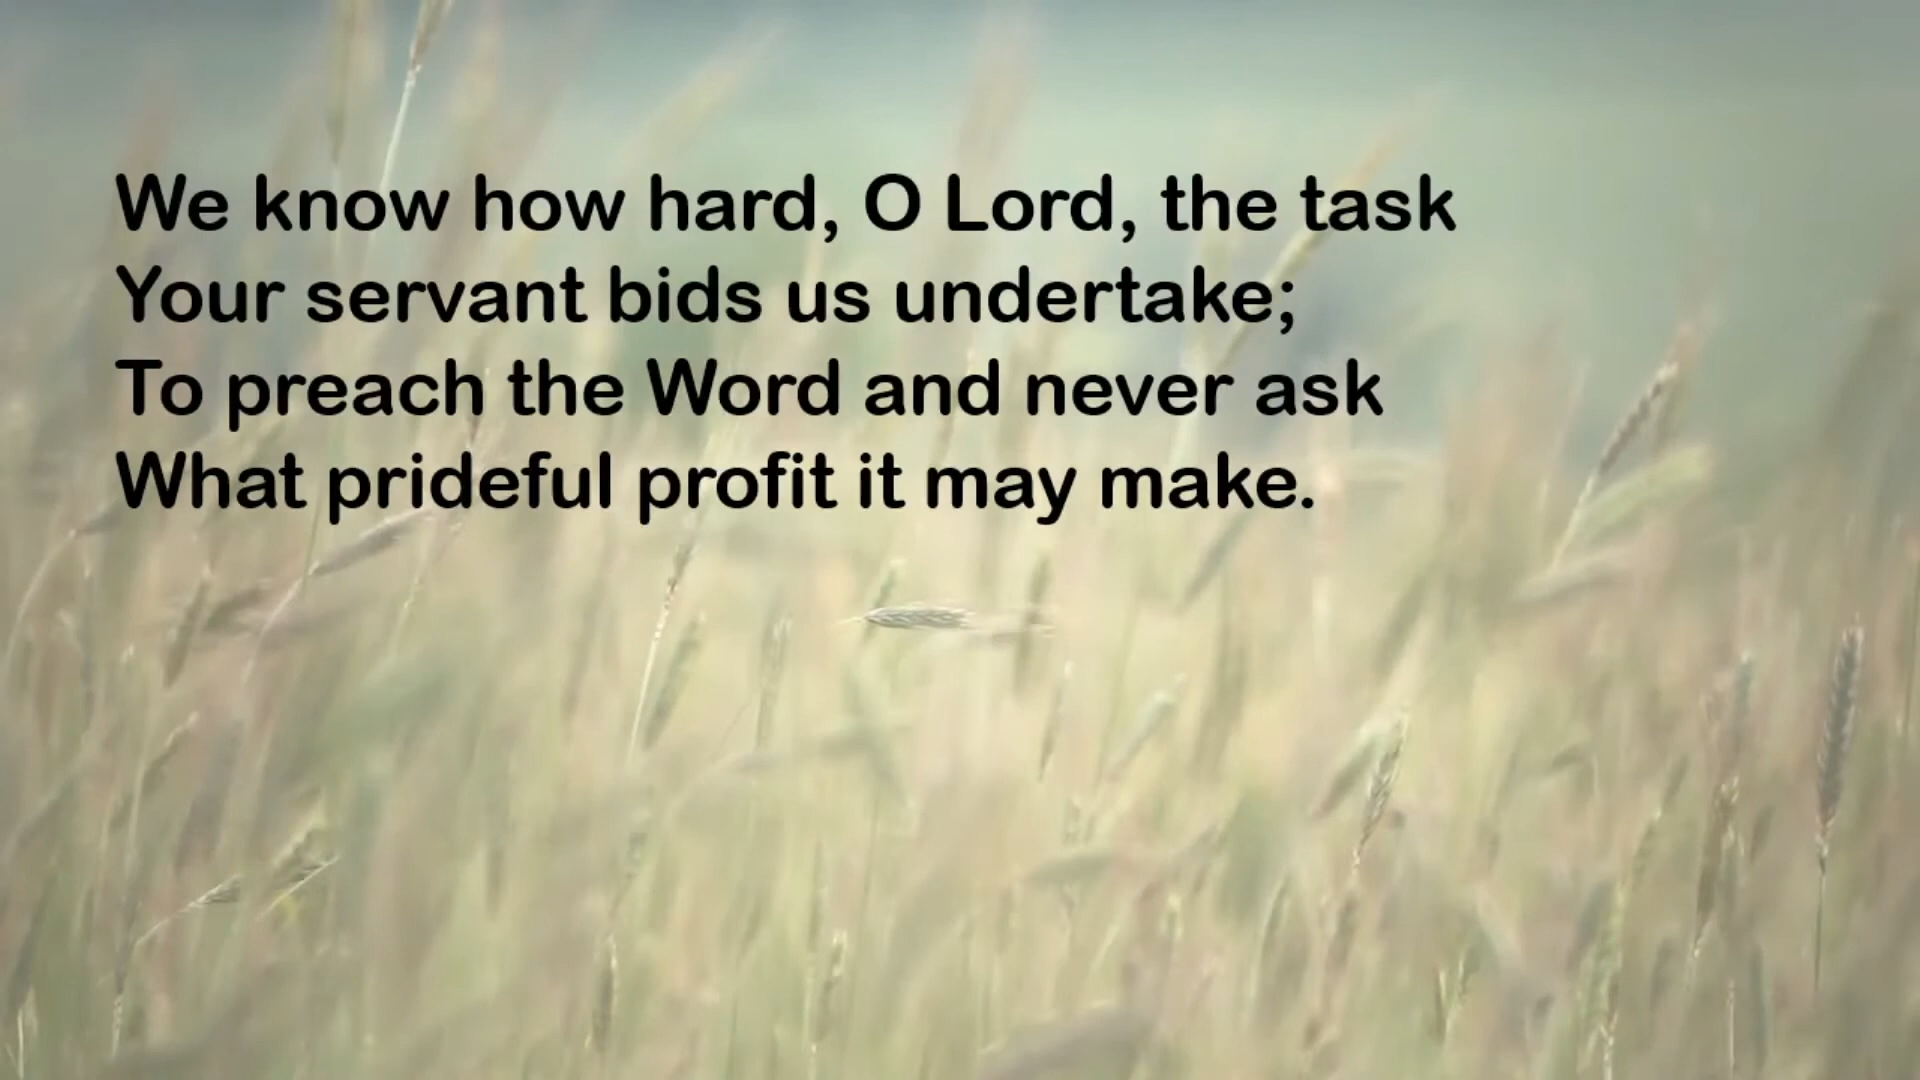 We know how hard, O Lord, the task
Your servant bids us undertake;
To preach the Word and never ask
What prideful profit it may make.